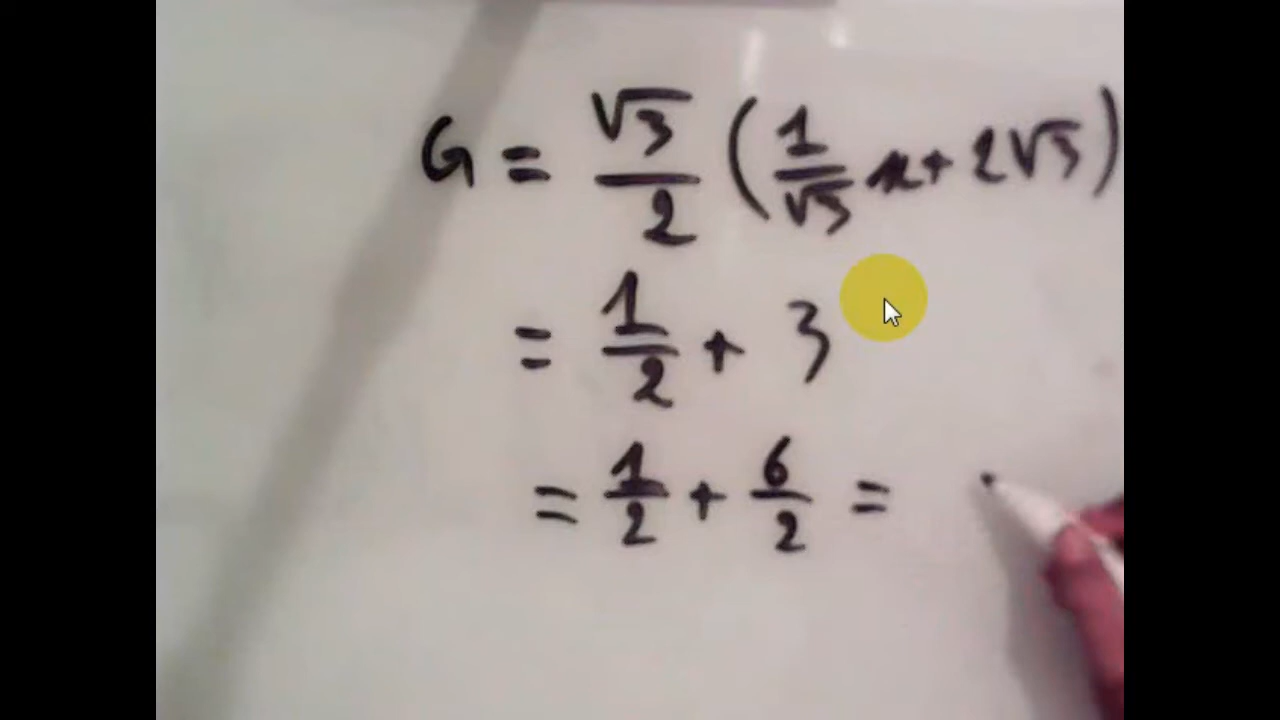 G = √3/2 (1/√3 x + 2√3)
= 1/2 + 3
= 1/2 + 6/2 =